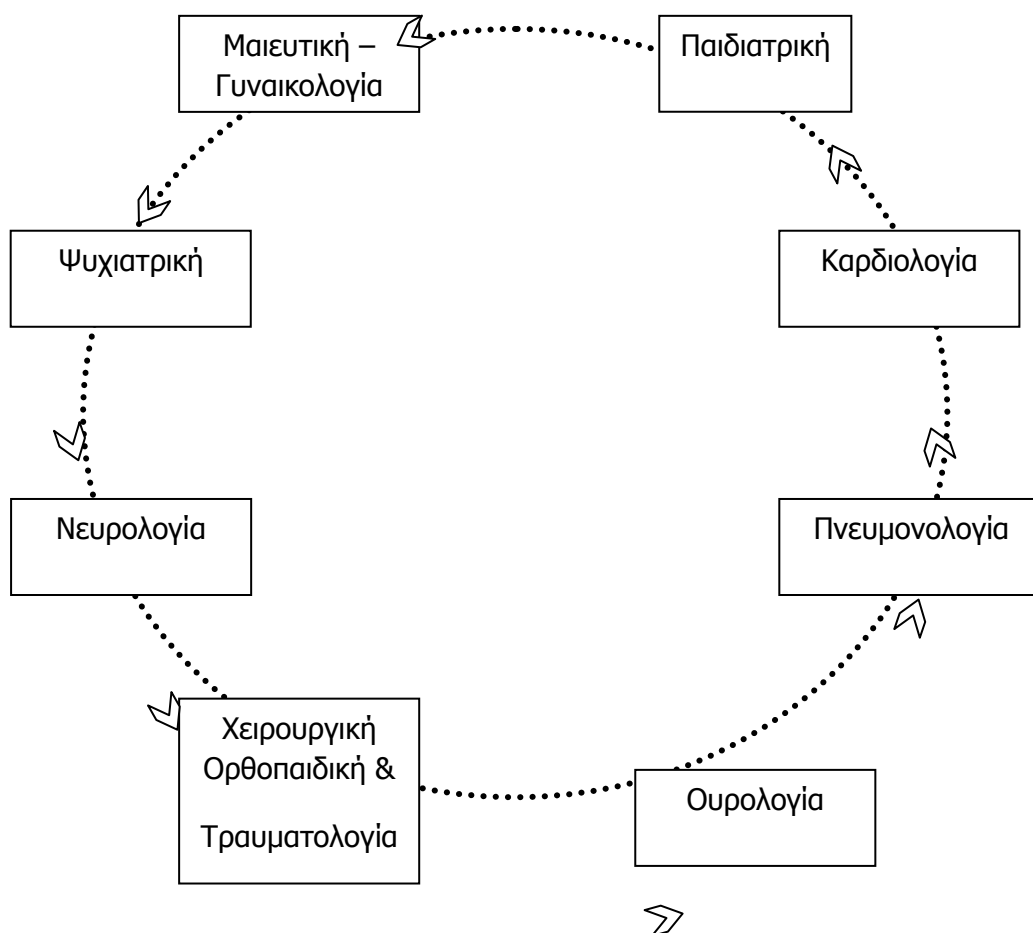 Μαιευτική –
Γυναικολογία
Παιδιατρική
Ψυχιατρική
Καρδιολογία
Νευρολογία
Πνευμονολογία
Χειρουργική
Ορθοπαιδική &
Τραυματολογία
Ουρολογία